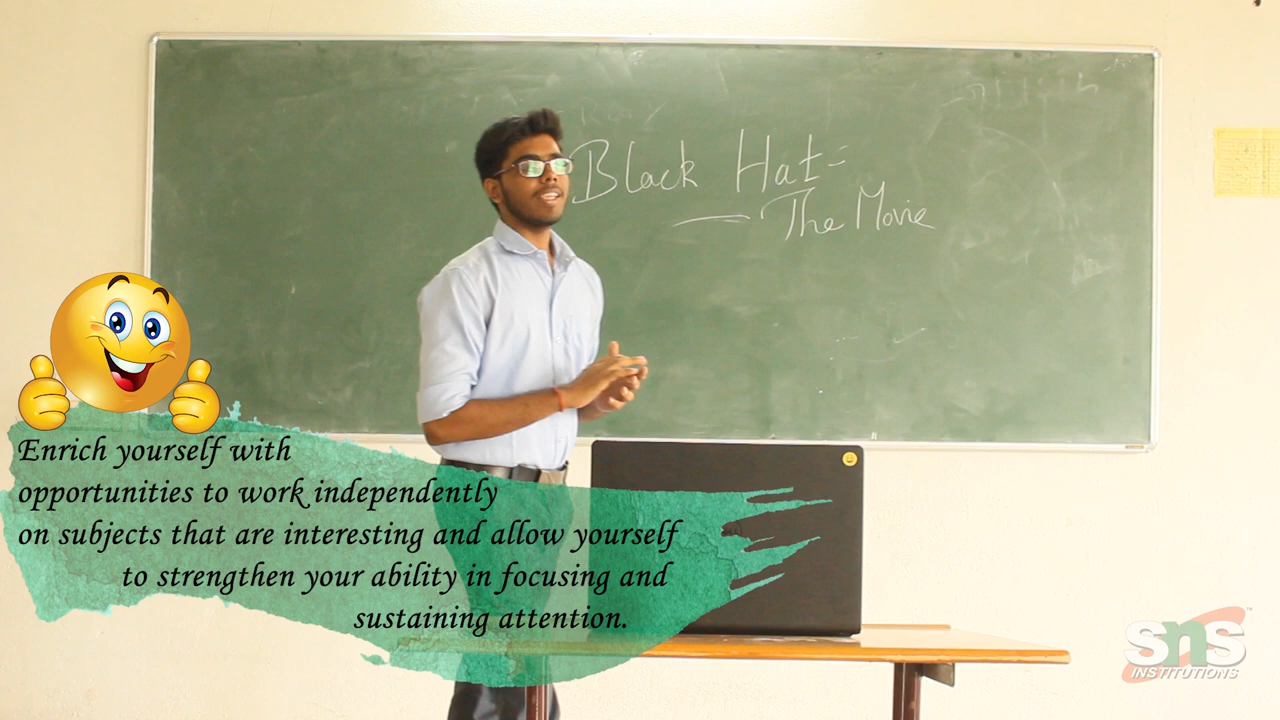 Black Hat-
— The Movie
Enrich yourself with
opportunities to work independently
on subjects that are interesting and allow yourself
to strengthen your ability in focusing and
sustaining attention.
SNS
INSTITUTIONS